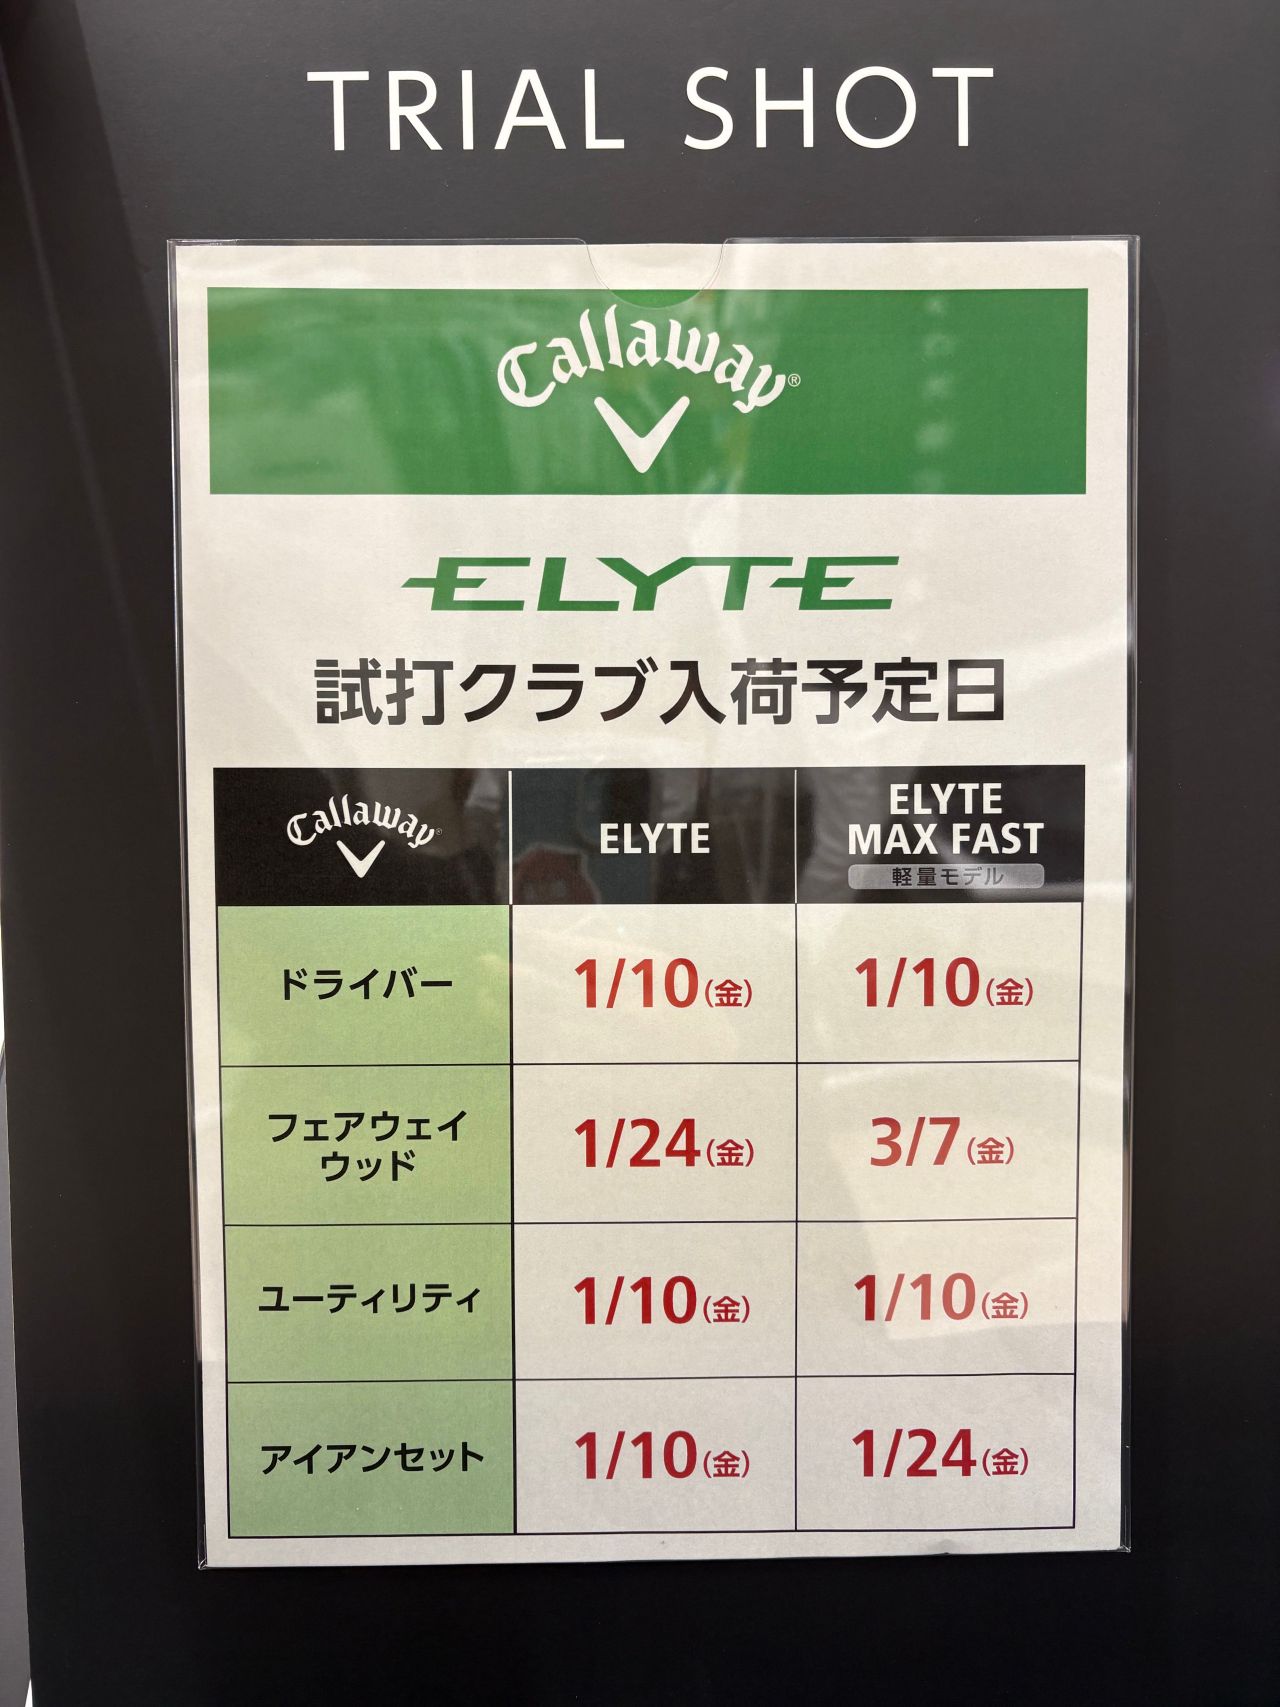 TRIAL SHOT
Callaway®
ELYTE
試打クラブ入荷予定日
Callaway®
ELYTE
ELYTE
MAX FAST
軽量モデル
ドライバー
1/10(金)
1/10(金)
フェアウェイ
ウッド
1/24(金)
3/7(金)
ユーティリティ
1/10(金)
1/10(金)
アイアンセット
1/10(金)
1/24(金)